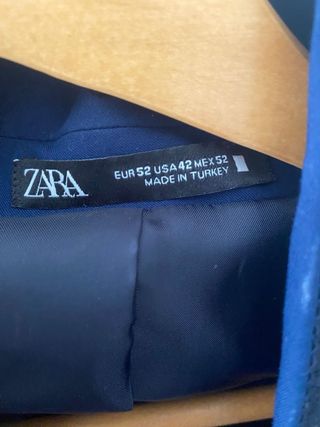 ZARA
EUR 52 USA 42 MEX 52
MADE IN TURKEY